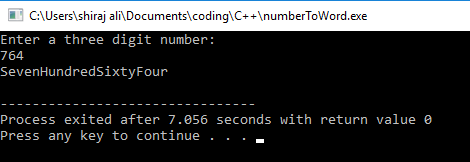 C:\Users\shiraj ali\Documents\coding\C++\numberToWord.exe
Enter a three digit number:
764
SevenHundredSixtyFour
--------------------------------
Process exited after 7.056 seconds with return value 0
Press any key to continue . . .